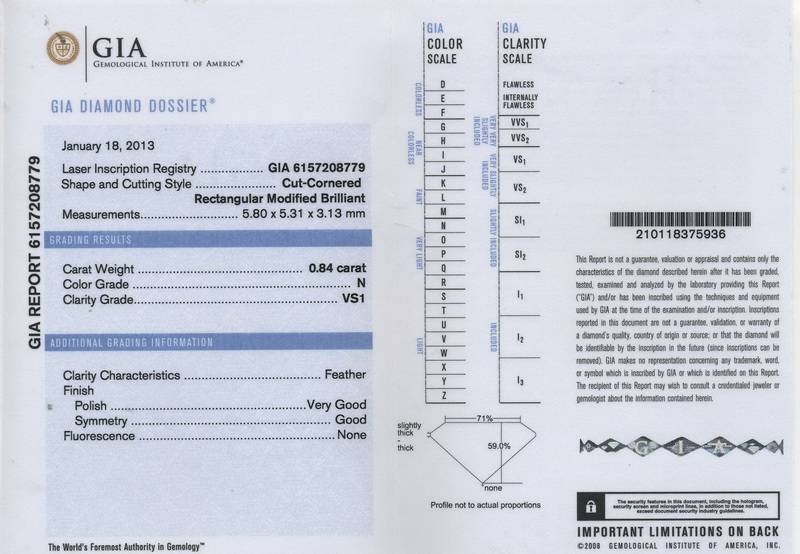 GIA
GEMOLOGICAL INSTITUTE OF AMERICA®
GIA DIAMOND DOSSIER®
GIA REPORT 6157208779
January 18, 2013
Laser Inscription Registry .................. GIA 6157208779
Shape and Cutting Style ....................... Cut-Cornered
Rectangular Modified Brilliant
Measurements........................... 5.80 x 5.31 x 3.13 mm
GRADING RESULTS
Carat Weight ................................................ 0.84 carat
Color Grade ............................................................. N
Clarity Grade......................................................... VS1
ADDITIONAL GRADING INFORMATION
Clarity Characteristics ....................................... Feather
Finish
Polish .......................................................Very Good
Symmetry ...................................................... Good
Fluorescence ........................................................ None
The World's Foremost Authority in Gemology™
GIA
COLOR
SCALE
COLORLESS
NEAR COLORLESS
FAINT
VERY LIGHT
LIGHT
D
E
F
G
H
I
J
K
L
M
N
O
P
Q
R
S
T
U
V
W
X
Y
Z
GIA
CLARITY
SCALE
FLAWLESS
INTERNALLY
FLAWLESS
VERY VERY SLIGHTLY INCLUDED
VVS1
VVS2
VERY SLIGHTLY INCLUDED
VS1
VS2
SLIGHTLY INCLUDED
SI1
SI2
INCLUDED
I1
I2
I3
71%
slightly
thick
-
thick
59.0%
none
Profile not to actual proportions
210118375936
This Report is not a guarantee, valuation or appraisal and contains only the
characteristics of the diamond described herein after it has been graded,
tested, examined and analyzed by the laboratory providing this Report
("GIA") and/or has been inscribed using the techniques and equipment
used by GIA at the time of the examination and/or inscription. Inscriptions
reported in this document are not a guarantee, validation, or warranty of
a diamond's quality, country of origin or source; or that the diamond will
be identifiable by the inscription in the future (since inscriptions can be
removed). GIA makes no representation concerning any trademark, word,
or symbol which is inscribed by GIA or which is identified on this Report.
The recipient of this Report may wish to consult a credentialed jeweler or
gemologist about the information contained herein.
GIA
The security features in this document, including the hologram,
security screen and microprint lines, in addition to those not listed,
exceed document security industry guidelines.
IMPORTANT LIMITATIONS ON BACK
©2008 GEMOLOGICAL INSTITUTE OF AMERICA, INC.